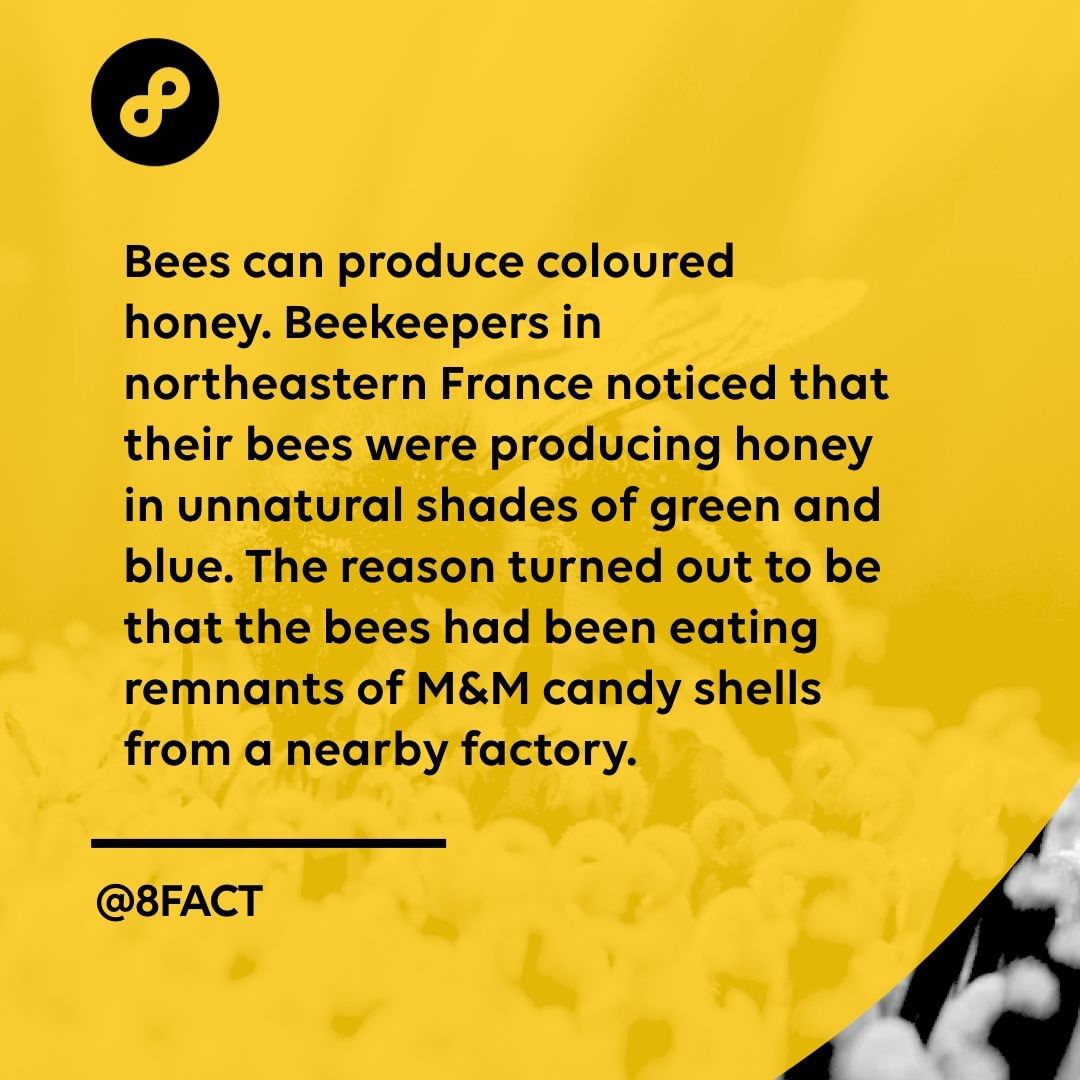 Bees can produce coloured
honey. Beekeepers in
northeastern France noticed that
their bees were producing honey
in unnatural shades of green and
blue. The reason turned out to be
that the bees had been eating
remnants of M&M candy shells
from a nearby factory.
@8FACT